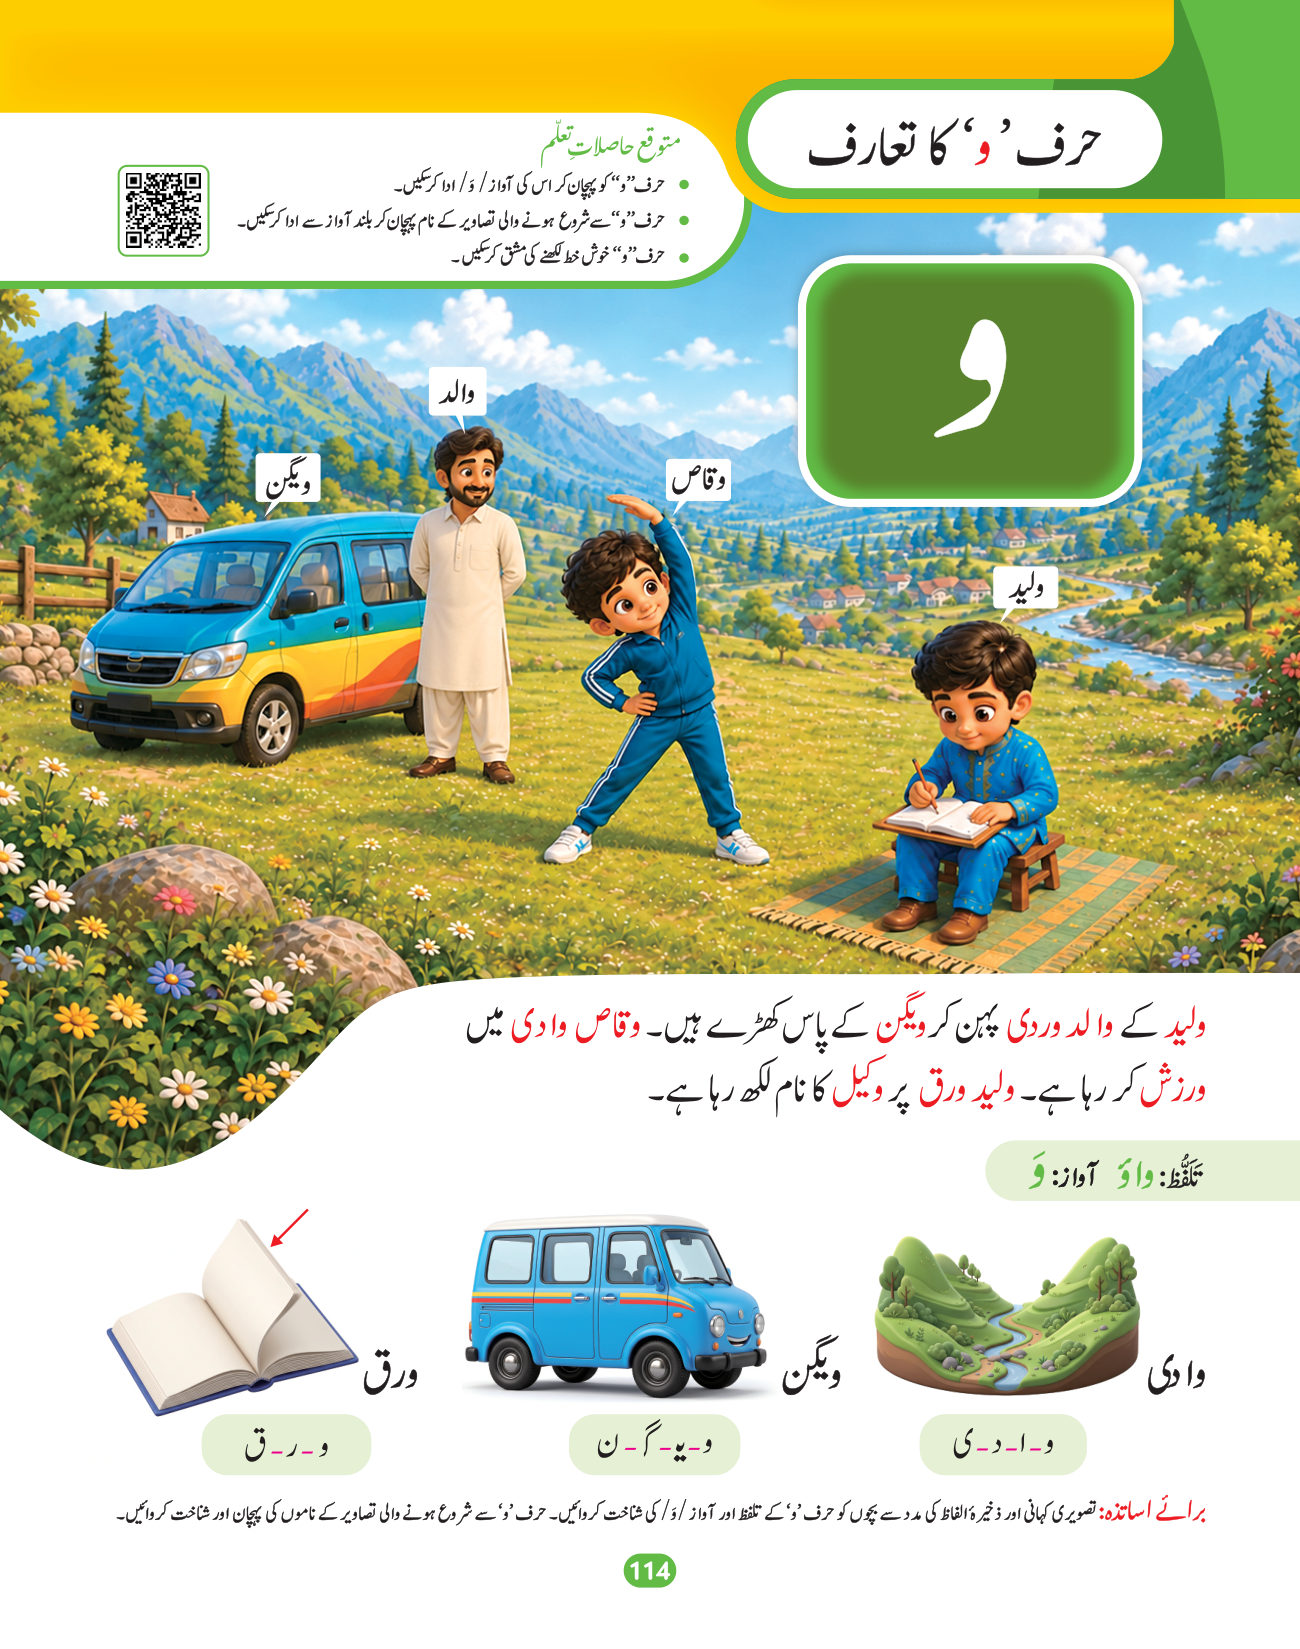 حرف ’و‘ کا تعارف
متوقع حاصلاتِ تعلّم
حرف ”و“ کو پہچان کر اس کی آواز / وَ/ ادا کر سکیں۔
حرف ”و“ سے شروع ہونے والی تصاویر کے نام پہچان کر بلند آواز سے ادا کر سکیں۔
حرف ”و“ خوش خط لکھنے کی مشق کر سکیں ۔
و
والد
ویگن
وقاص
ولید
ولید کے والد وردی پہن کر ویگن کے پاس کھڑے ہیں۔ وقاص وادی میں
ورزش کر رہا ہے۔ ولید ورق پر وکیل کا نام لکھ رہا ہے۔
تَلَفُّظ: واؤ آواز: وَ
وادی
ویگن
ورق
و - ا - د - ی
و - یـ - گ - ن
و - ر - ق
برائے اساتذہ: تصویری کہانی اور ذخیرۂ الفاظ کی مدد سے بچوں کو حرف ’و‘ کے تلفظ اور آواز /وَ/ کی شناخت کروائیں۔ حرف ’و‘ سے شروع ہونے والی تصاویر کے ناموں کی پہچان اور شناخت کروائیں۔
114